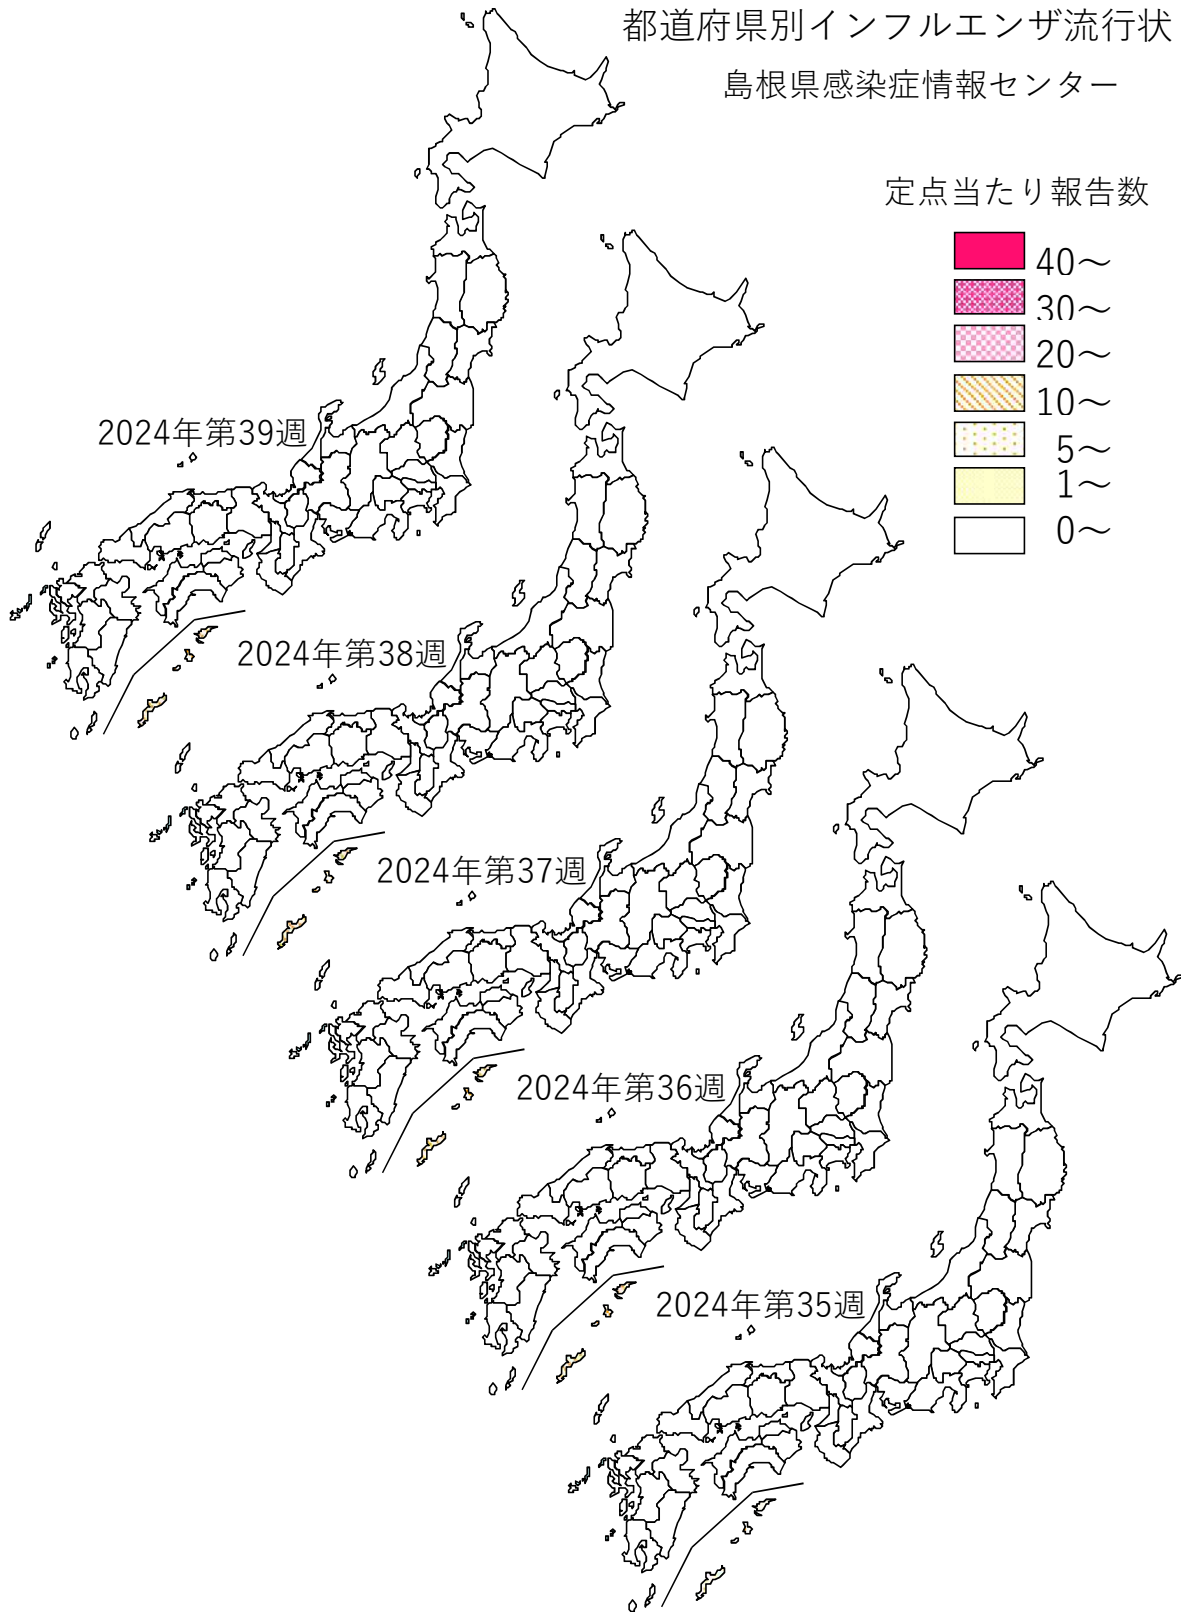 都道府県別インフルエンザ流行状
島根県感染症情報センター
定点当たり報告数
40～
30～
20～
10～
5～
1～
0～
2024年第39週
2024年第38週
2024年第37週
2024年第36週
2024年第35週